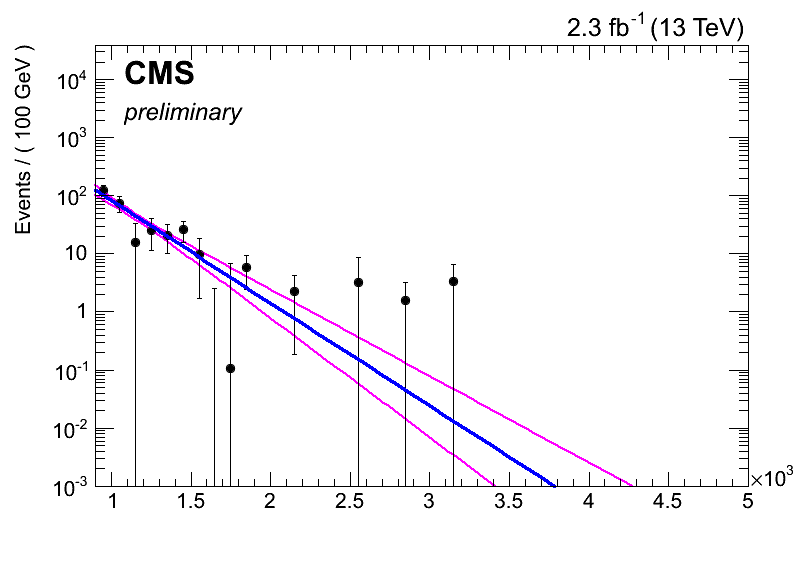 2.3 fb⁻¹ (13 TeV)
CMS
preliminary
Events / ( 100 GeV )
10⁴
10³
10²
10
1
10⁻¹
10⁻²
10⁻³
1 1.5 2 2.5 3 3.5 4 4.5 5
×10³